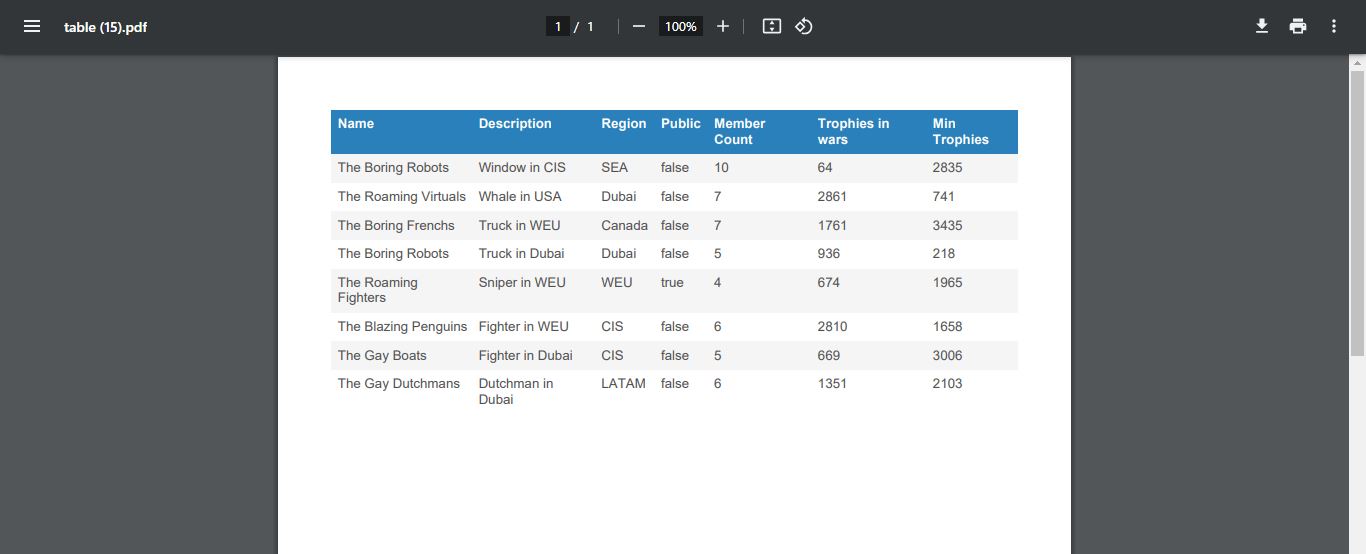 table (15).pdf
1 / 1
100%
Name Description Region Public Member Count Trophies in wars Min Trophies
The Boring Robots Window in CIS SEA false 10 64 2835
The Roaming Virtuals Whale in USA Dubai false 7 2861 741
The Boring Frenchs Truck in WEU Canada false 7 1761 3435
The Boring Robots Truck in Dubai Dubai false 5 936 218
The Roaming Fighters Sniper in WEU WEU true 4 674 1965
The Blazing Penguins Fighter in WEU CIS false 6 2810 1658
The Gay Boats Fighter in Dubai CIS false 5 669 3006
The Gay Dutchmans Dutchman in Dubai LATAM false 6 1351 2103